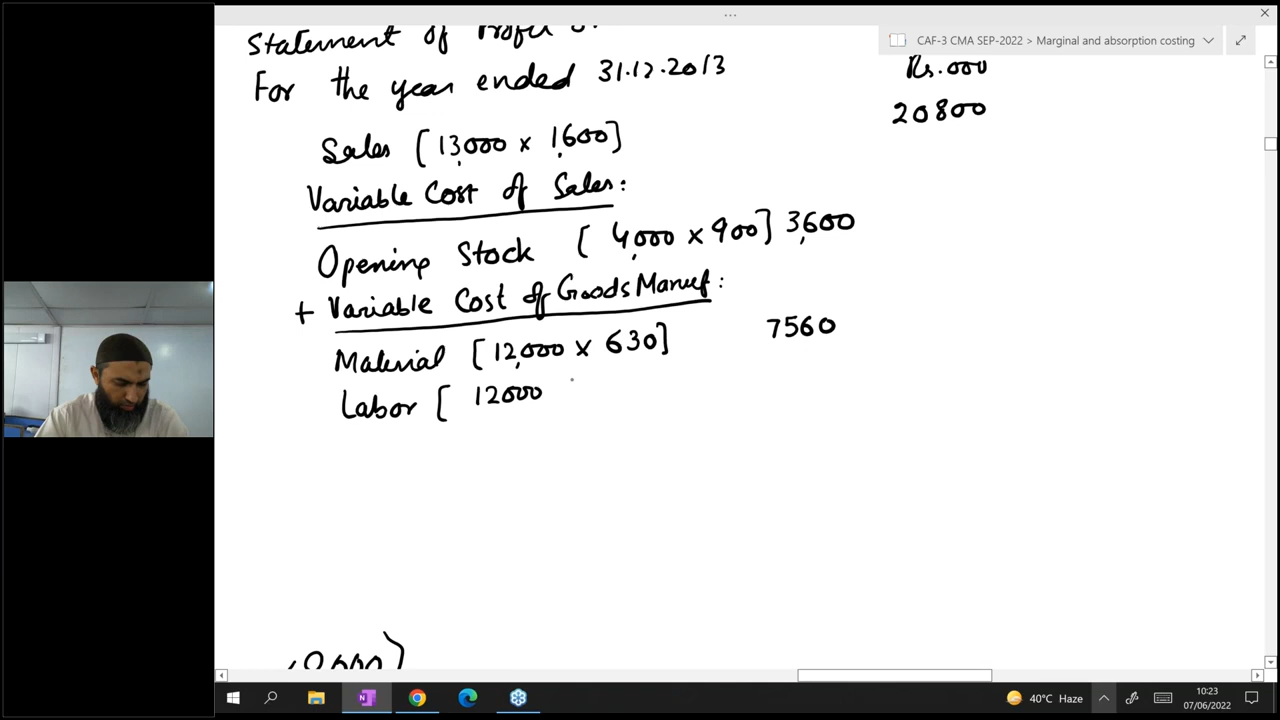 CAF-3 CMA SEP-2022 > Marginal and absorption costing
Statement of Profit
For the year ended 31.12.2013
Rs.000
Sales [13,000 × 1,600] 20800
Variable Cost of Sales:
Opening Stock [4,000 × 900] 3,600
+ Variable Cost of Goods Manuf:
Material [12,000 × 630] 7560
Labor [ 12000
40°C Haze
10:23
07/06/2022